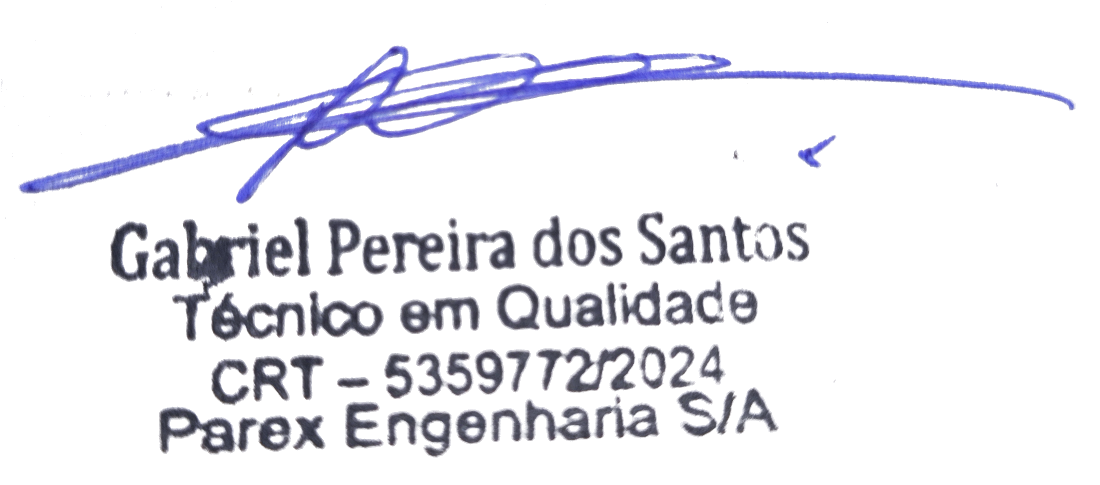 Gabriel Pereira dos Santos
Técnico em Qualidade
CRT – 5359772/2024
Parex Engenharia S/A